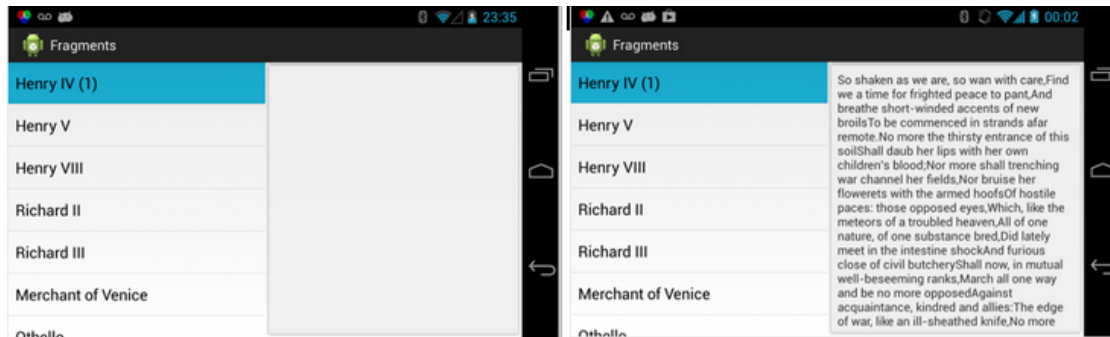 23:35
Fragments
Henry IV (1)
Henry V
Henry VIII
Richard II
Richard III
Merchant of Venice
Othello
00:02
Fragments
Henry IV (1)
Henry V
Henry VIII
Richard II
Richard III
Merchant of Venice
Othello
So shaken as we are, so wan with care,Find
we a time for frighted peace to pant,And
breathe short-winded accents of new
broilsTo be commenced in strands afar
remote.No more the thirsty entrance of this
soilShall daub her lips with her own
children's blood;Nor more shall trenching
war channel her fields,Nor bruise her
flowerets with the armed hoofsOf hostile
paces: those opposed eyes,Which, like the
meteors of a troubled heaven,All of one
nature, of one substance bred,Did lately
meet in the intestine shockAnd furious
close of civil butcheryShall now, in mutual
well-beseeming ranks,March all one way
and be no more opposedAgainst
acquaintance, kindred and allies:The edge
of war, like an ill-sheathed knife,No more